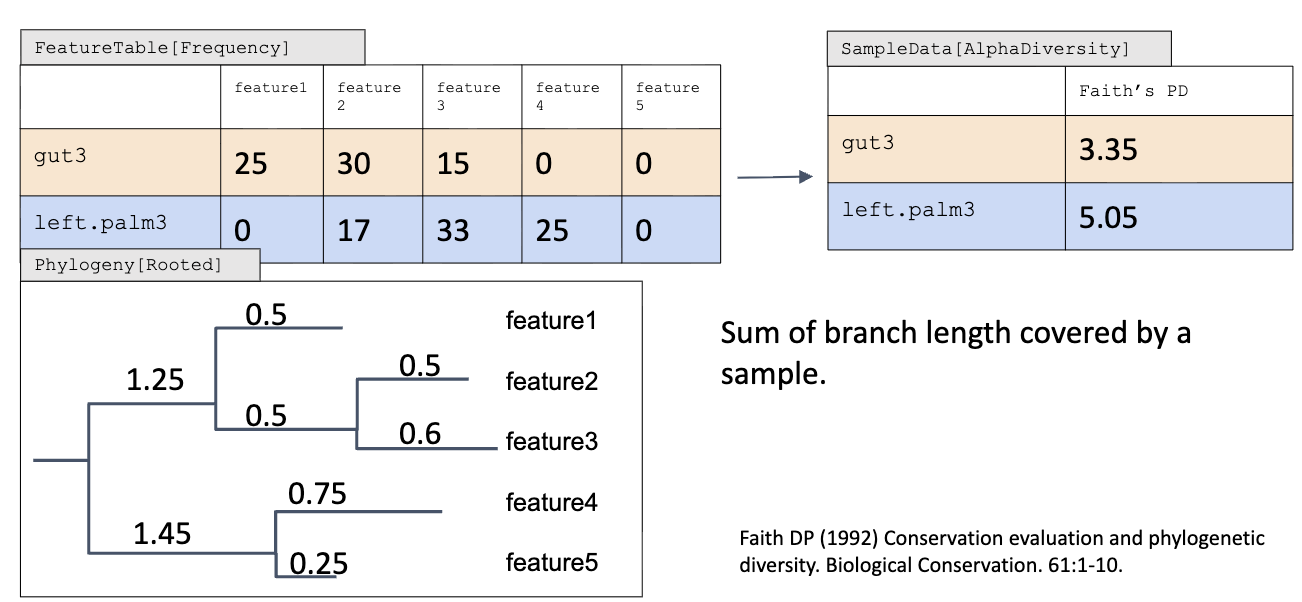 FeatureTable[Frequency]
feature1 feature 2 feature 3 feature 4 feature 5
gut3 25 30 15 0 0
left.palm3 0 17 33 25 0
SampleData[AlphaDiversity]
Faith’s PD
gut3 3.35
left.palm3 5.05
Phylogeny[Rooted]
0.5 feature1
1.25 0.5 feature2
0.5 0.6 feature3
0.75 feature4
1.45 0.25 feature5
Sum of branch length covered by a
sample.
Faith DP (1992) Conservation evaluation and phylogenetic
diversity. Biological Conservation. 61:1-10.